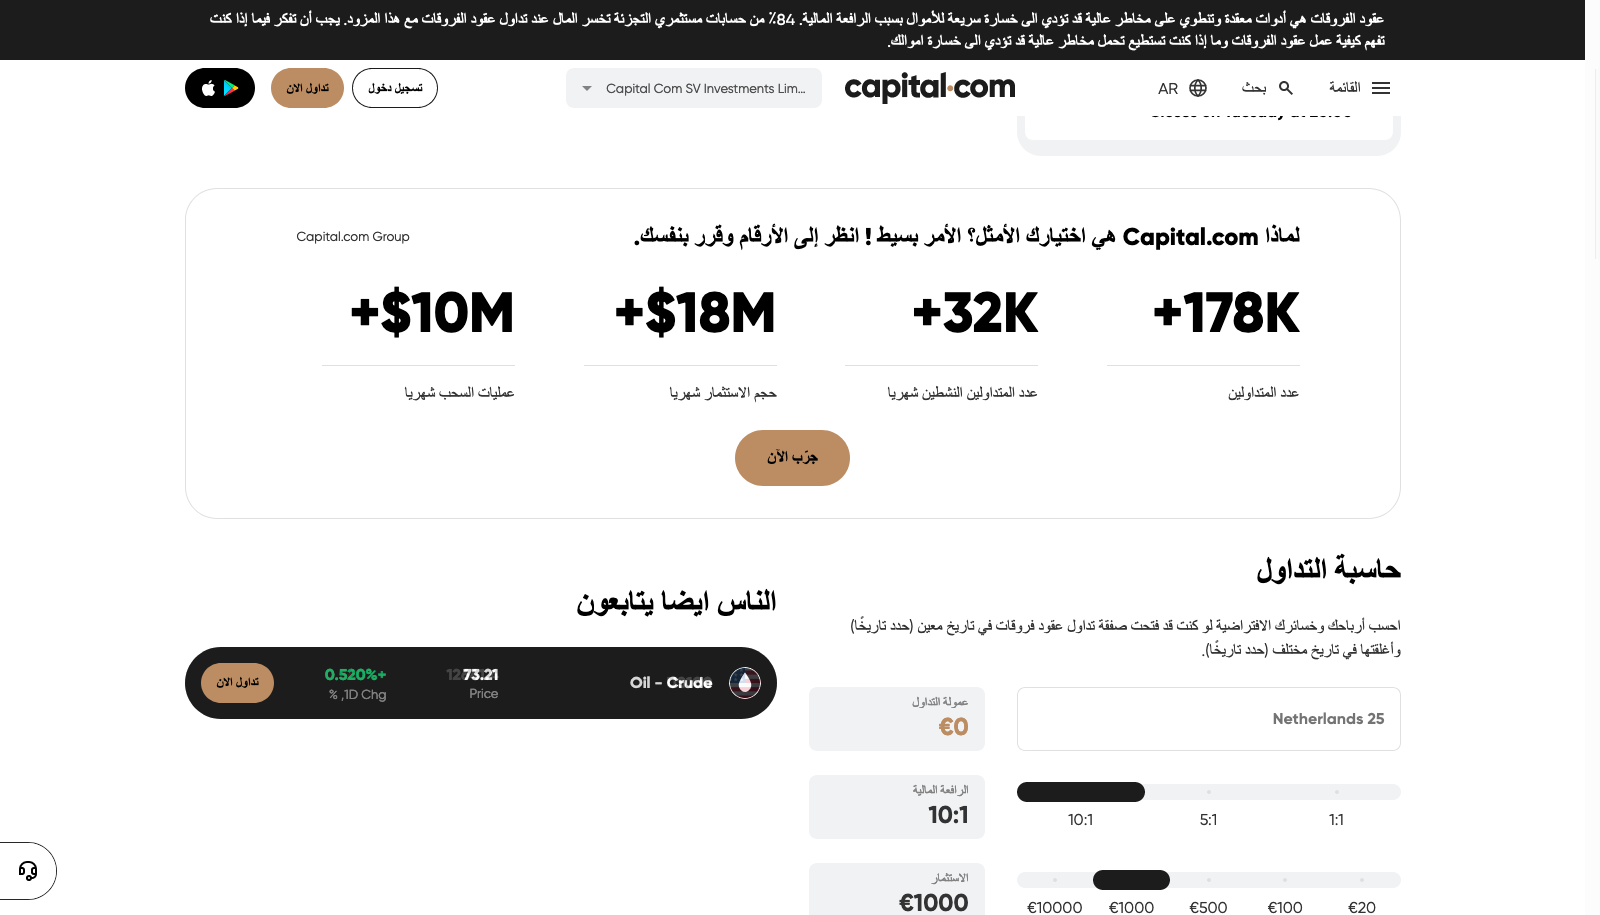 عقود الفروقات هي أدوات معقدة وتنطوي على مخاطر عالية قد تؤدي الى خسارة سريعة للأموال بسبب الرافعة المالية. 84٪ من حسابات مستثمري التجزئة تخسر المال عند تداول عقود الفروقات مع هذا المزود. يجب أن تفكر فيما إذا كنت
تفهم كيفية عمل عقود الفروقات وما إذا كنت تستطيع تحمل مخاطر عالية قد تؤدي الى خسارة اموالك.
القائمة
بحث
AR
capital.com
Capital Com SV Investments Lim...
تسجيل دخول
تداول الان
لماذا Capital.com هي اختيارك الأمثل؟ الأمر بسيط ! انظر إلى الأرقام وقرر بنفسك.
Capital.com Group
+178K
+32K
+$18M
+$10M
عدد المتداولين
عدد المتداولين النشطين شهريا
حجم الاستثمار شهريا
عمليات السحب شهريا
جرّب الآن
حاسبة التداول
احسب أرباحك وخسائرك الافتراضية لو كنت قد فتحت صفقة تداول عقود فروقات في تاريخ معين (حدد تاريخًا)
وأغلقتها في تاريخ مختلف (حدد تاريخًا).
Netherlands 25
عمولة التداول
€0
1:1
5:1
10:1
الرافعة المالية
10:1
€20
€100
€500
€1000
€10000
الاستثمار
€1000
الناس ايضا يتابعون
Oil - Crude
73.21
Price
0.520%+
% ,1D Chg
تداول الان